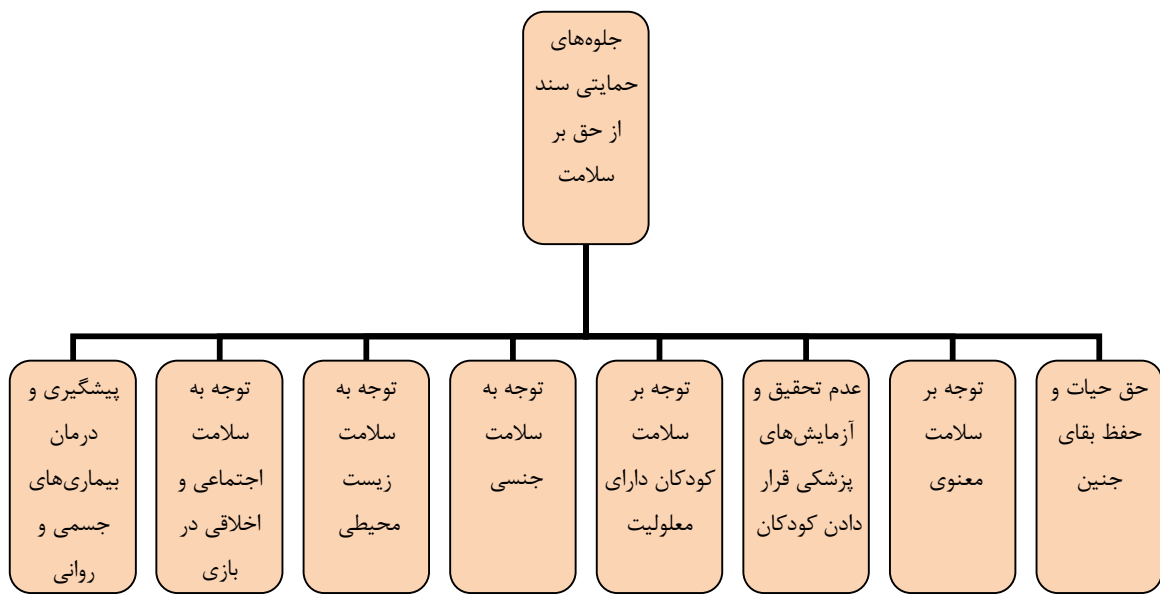 جلوه‌های
حمایتی سند
از حق بر
سلامت
حق حیات و
حفظ بقای
جنین
توجه بر
سلامت
معنوی
عدم تحقیق و
آزمایش‌های
پزشکی قرار
دادن کودکان
توجه بر
سلامت
کودکان دارای
معلولیت
توجه به
سلامت
جنسی
توجه به
سلامت
زیست
محیطی
توجه به
سلامت
اجتماعی و
اخلاقی در
بازی
پیشگیری و
درمان
بیماری‌های
جسمی و
روانی